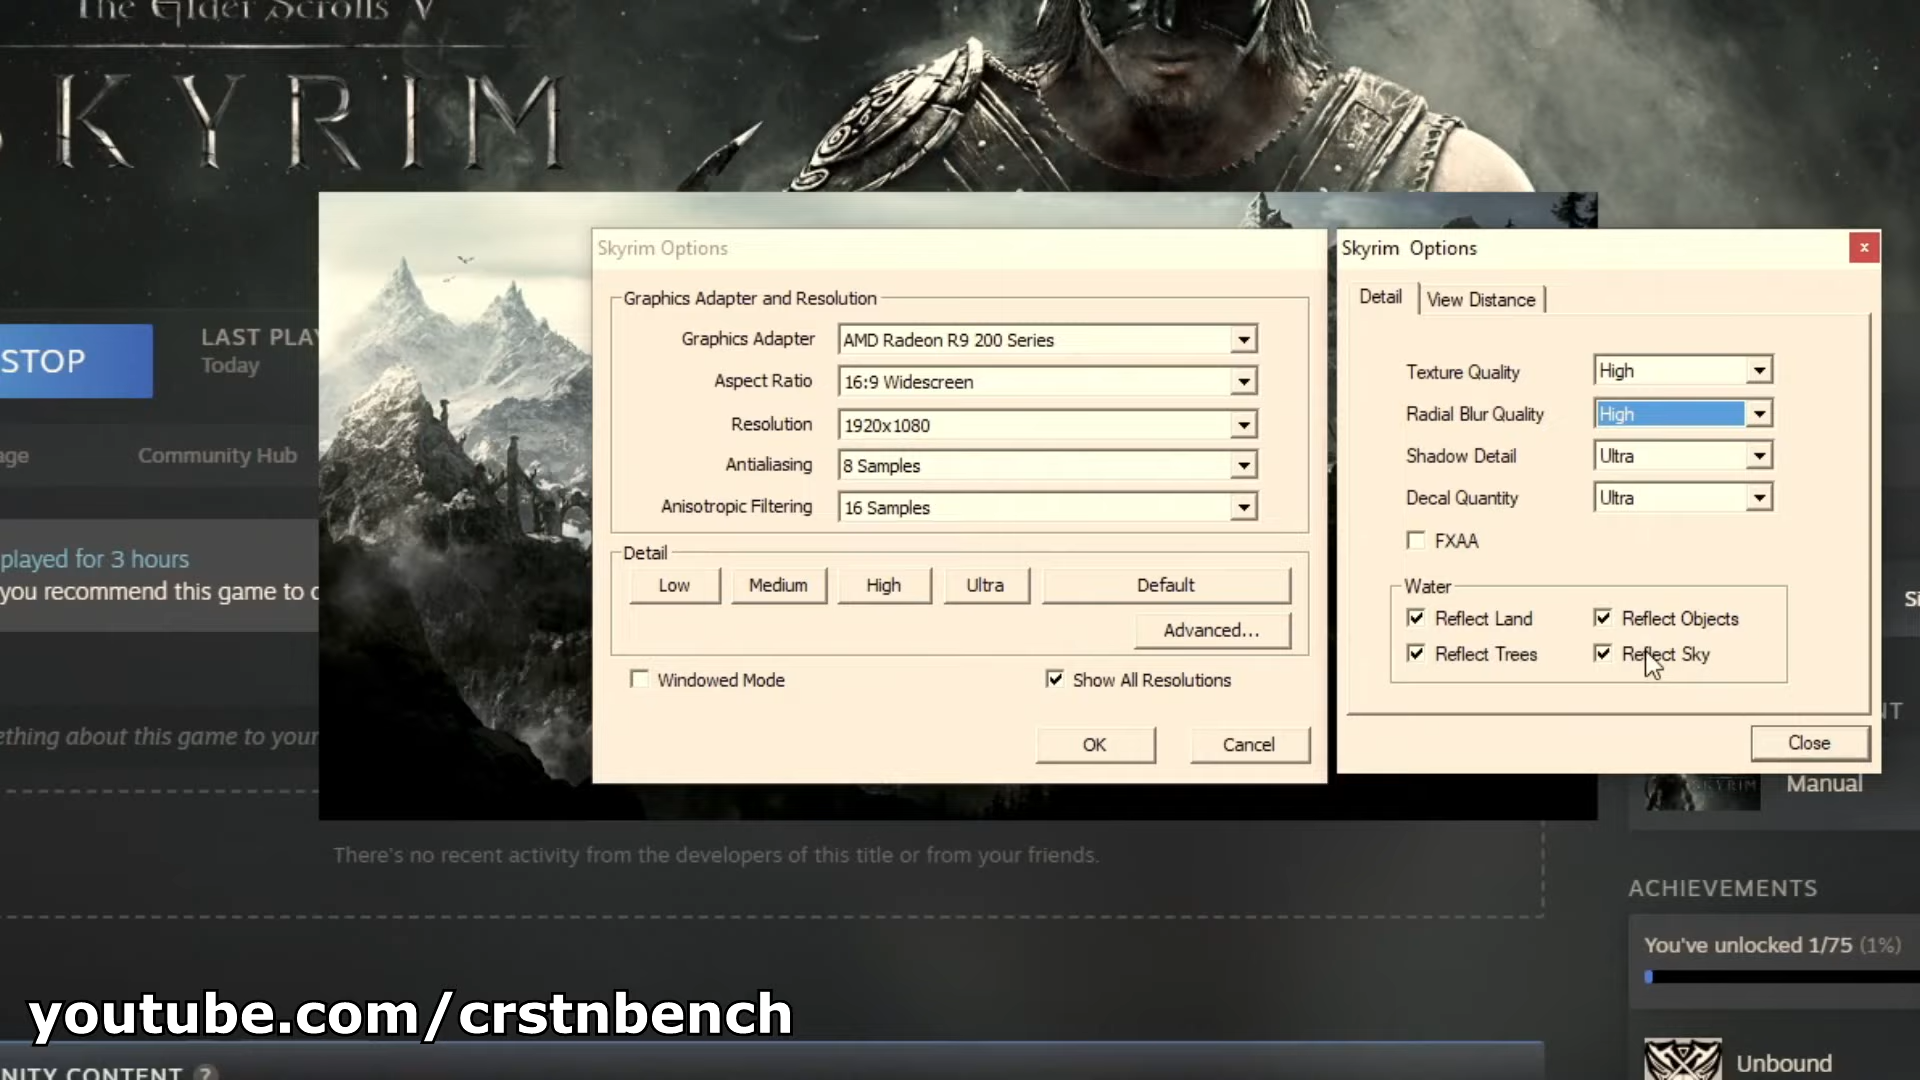 The Elder Scrolls V
SKYRIM
STOP
LAST PLAY
Today
age
Community Hub
played for 3 hours
you recommend this game to o
ething about this game to your
Skyrim Options
Graphics Adapter and Resolution
Graphics Adapter
AMD Radeon R9 200 Series
Aspect Ratio
16:9 Widescreen
Resolution
1920x1080
Antialiasing
8 Samples
Anisotropic Filtering
16 Samples
Detail
Low
Medium
High
Ultra
Default
Advanced...
Windowed Mode
Show All Resolutions
OK
Cancel
Skyrim Options
x
Detail
View Distance
Texture Quality
High
Radial Blur Quality
High
Shadow Detail
Ultra
Decal Quantity
Ultra
FXAA
Water
Reflect Land
Reflect Objects
Reflect Trees
Reflect Sky
Close
Si
NT
SKYRIM
Manual
There's no recent activity from the developers of this title or from your friends.
ACHIEVEMENTS
You've unlocked 1/75 (1%)
Unbound
youtube.com/crstnbench
NITY CONTENT ?